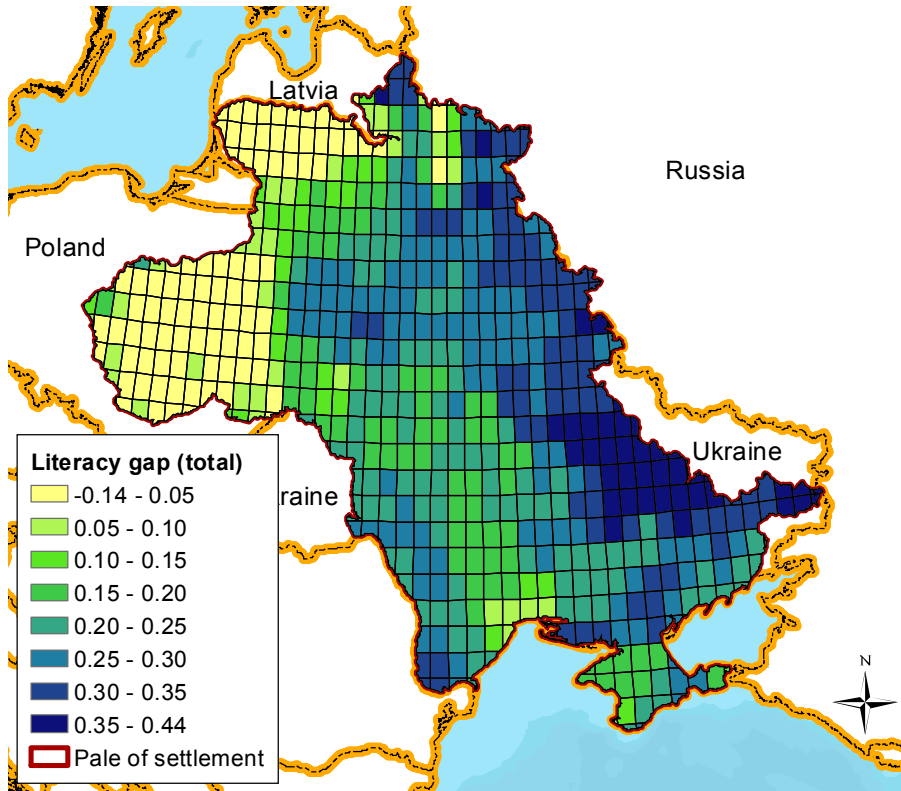 Latvia
Russia
Poland
Ukraine
raine
Literacy gap (total)
-0.14 - 0.05
0.05 - 0.10
0.10 - 0.15
0.15 - 0.20
0.20 - 0.25
0.25 - 0.30
0.30 - 0.35
0.35 - 0.44
Pale of settlement
N